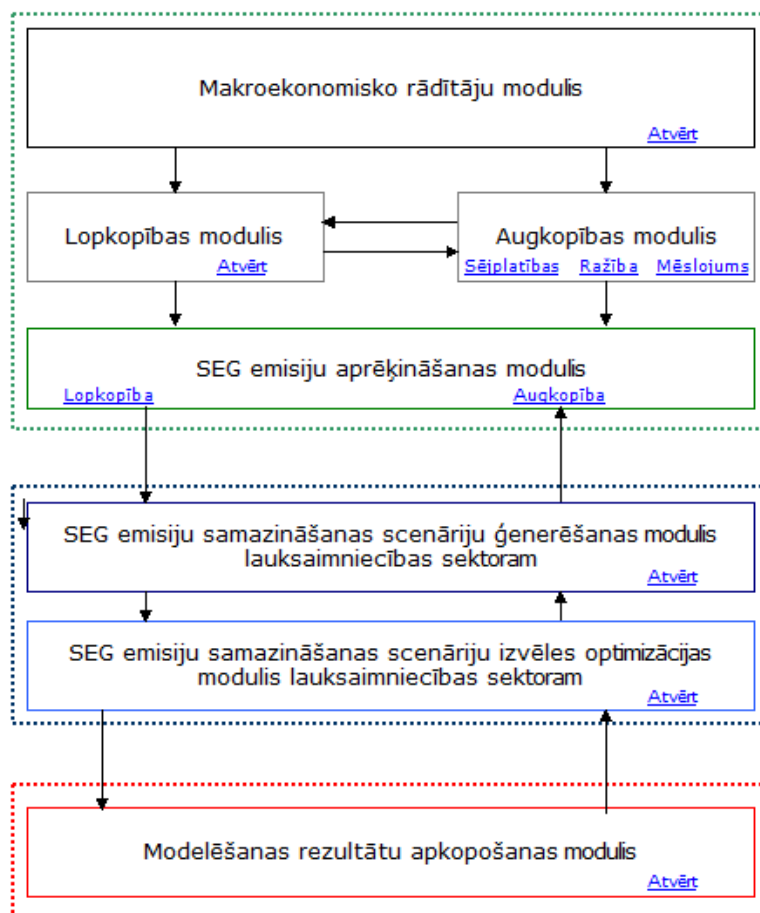 Makroekonomisko rādītāju modulis
Atvērt
Lopkopības modulis
Atvērt
Augkopības modulis
Sējplatības Ražība Mēslojums
SEG emisiju aprēķināšanas modulis
Lopkopība Augkopība
SEG emisiju samazināšanas scenāriju ģenerēšanas modulis
lauksaimniecības sektoram
Atvērt
SEG emisiju samazināšanas scenāriju izvēles optimizācijas
modulis lauksaimniecības sektoram
Atvērt
Modelēšanas rezultātu apkopošanas modulis
Atvērt